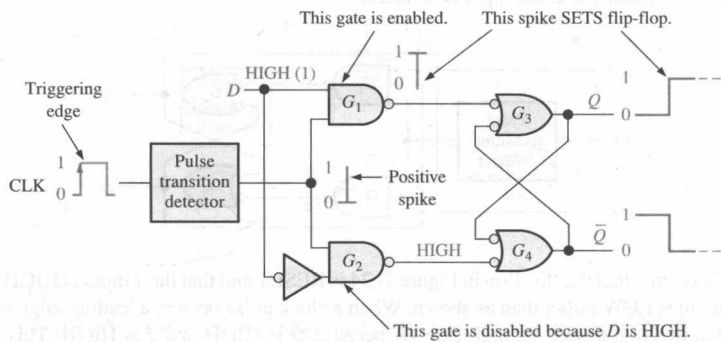 This gate is enabled.
This spike SETS flip-flop.
HIGH (1)
D
1
0
G1
G3
Q
1
0
Triggering
edge
CLK
1
0
Pulse
transition
detector
1
0
Positive
spike
G2
HIGH
G4
Q̅
1
0
This gate is disabled because D is HIGH.